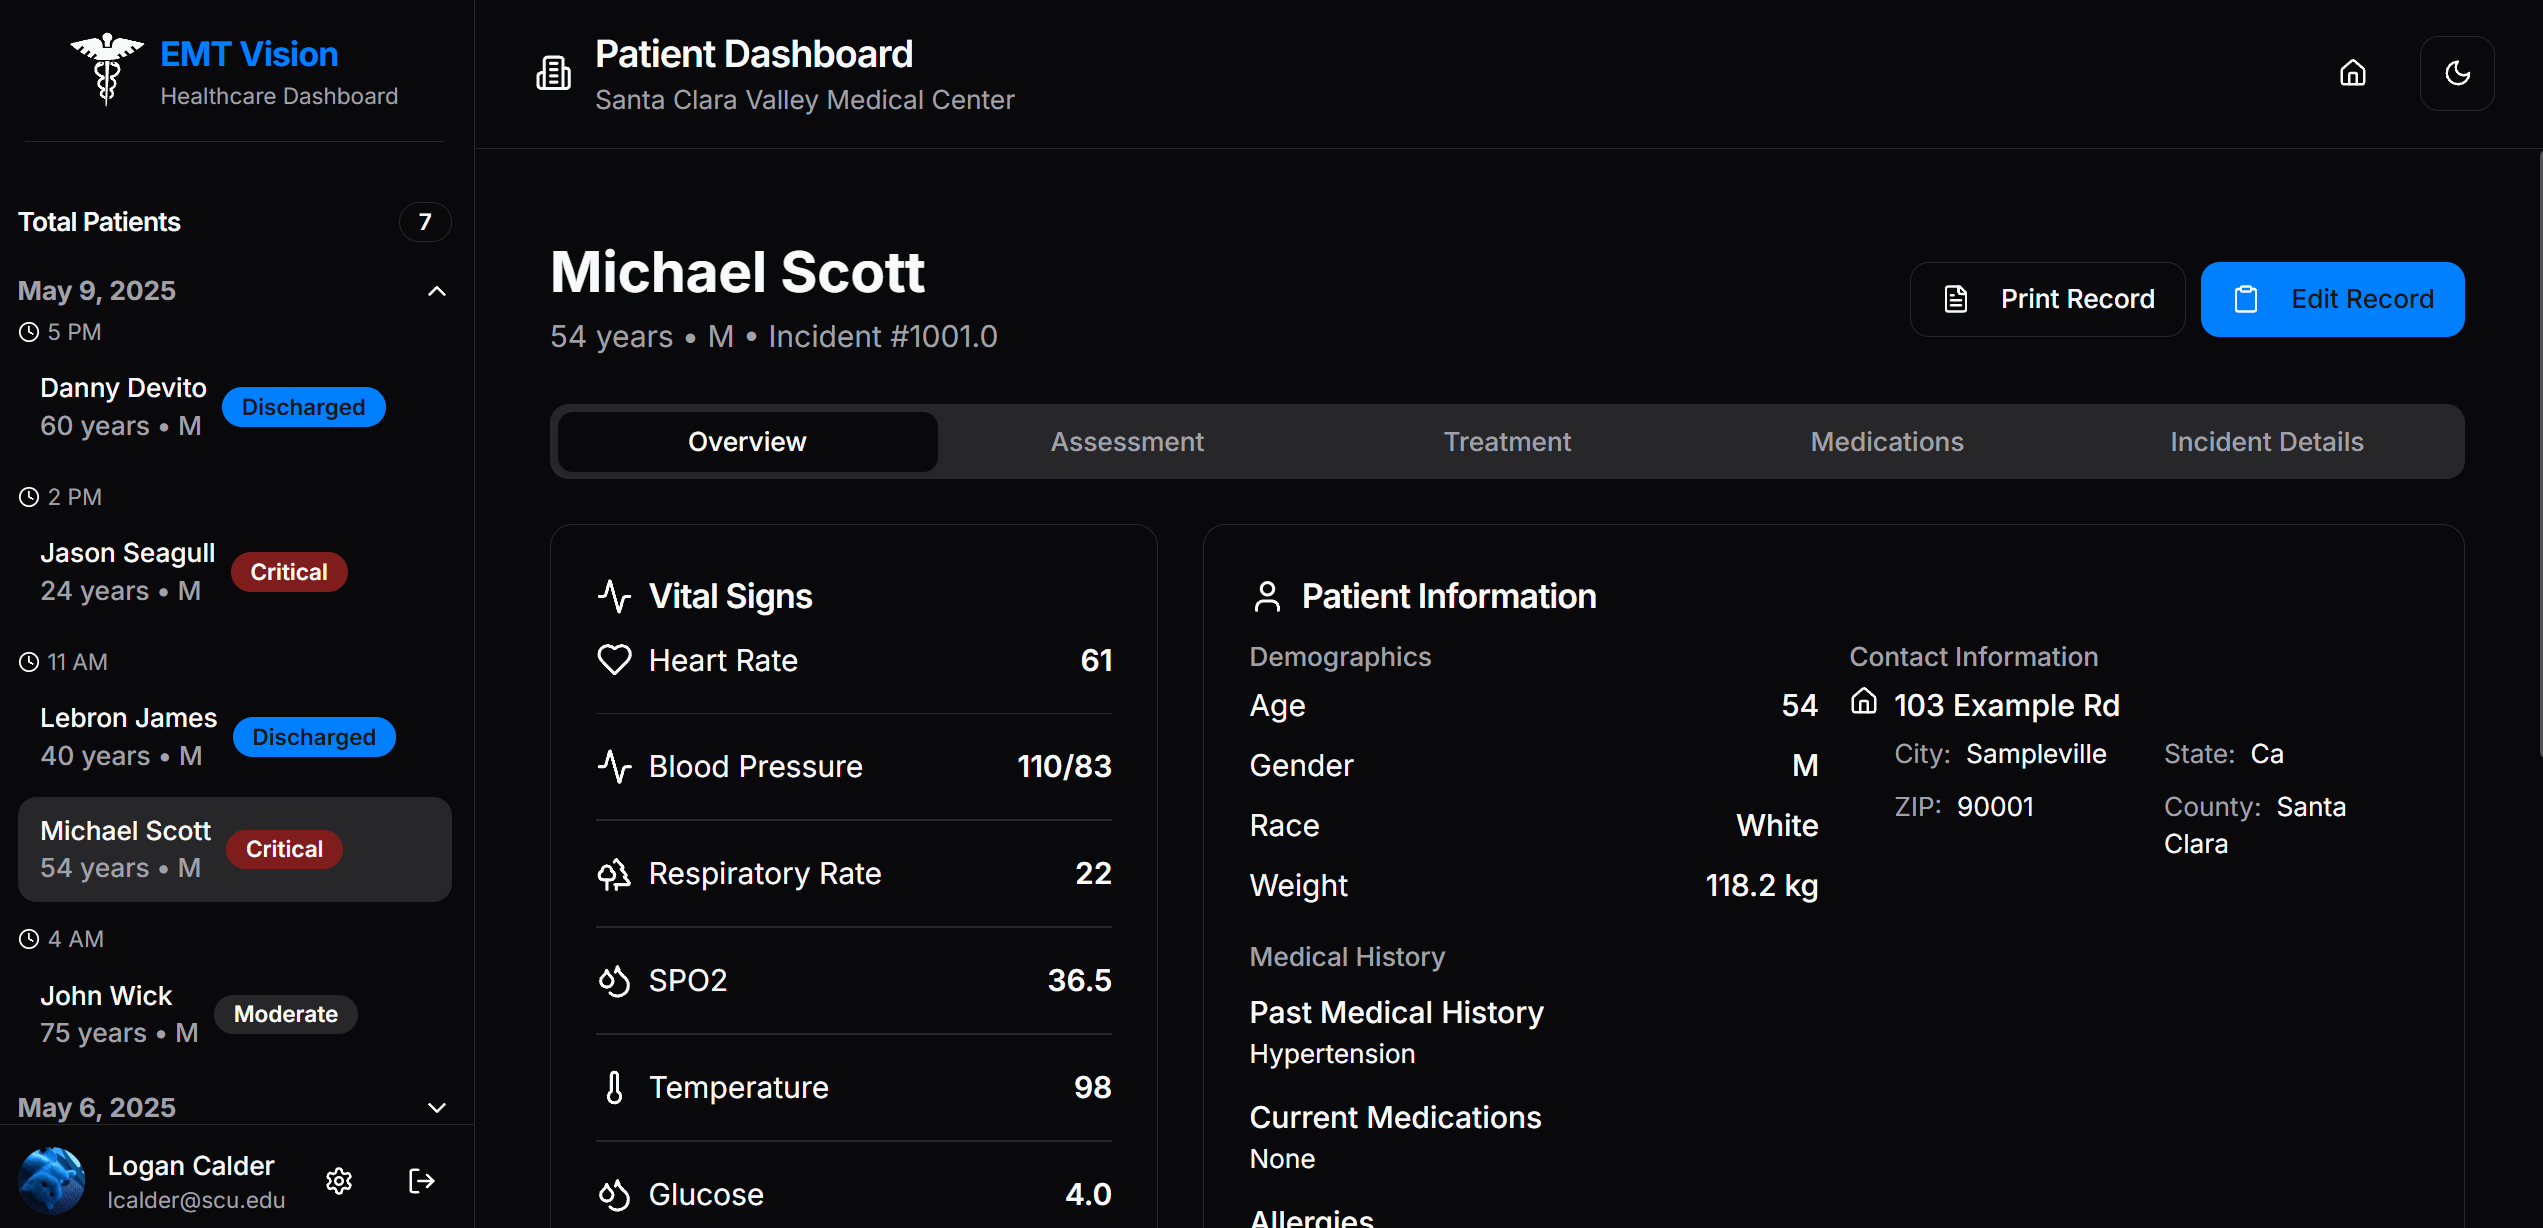 EMT Vision
Healthcare Dashboard
Total Patients 7
May 9, 2025
5 PM
Danny Devito
60 years • M
Discharged
2 PM
Jason Seagull
24 years • M
Critical
11 AM
Lebron James
40 years • M
Discharged
Michael Scott
54 years • M
Critical
4 AM
John Wick
75 years • M
Moderate
May 6, 2025
Logan Calder
lcalder@scu.edu
Patient Dashboard
Santa Clara Valley Medical Center
Michael Scott
54 years • M • Incident #1001.0
Print Record
Edit Record
Overview
Assessment
Treatment
Medications
Incident Details
Vital Signs
Heart Rate 61
Blood Pressure 110/83
Respiratory Rate 22
SPO2 36.5
Temperature 98
Glucose 4.0
Patient Information
Demographics
Age 54
Gender M
Race White
Weight 118.2 kg
Contact Information
103 Example Rd
City: Sampleville
State: Ca
ZIP: 90001
County: Santa
Clara
Medical History
Past Medical History
Hypertension
Current Medications
None
Allergies